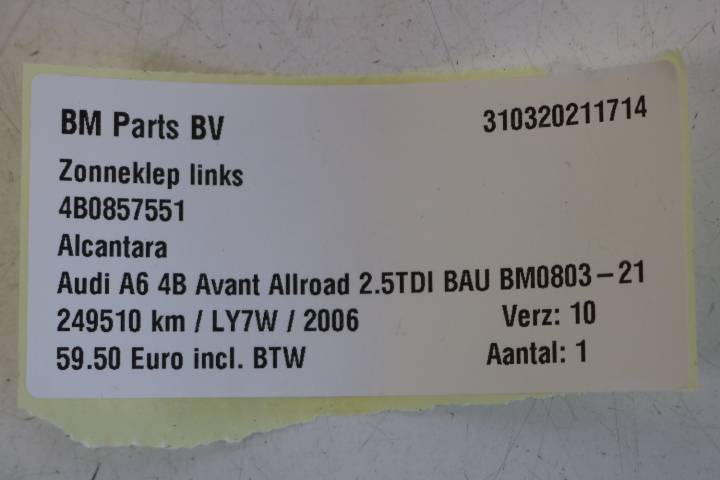 BM Parts BV 310320211714
Zonneklep links
4B0857551
Alcantara
Audi A6 4B Avant Allroad 2.5TDI BAU BM0803-21
249510 km / LY7W / 2006 Verz: 10
59.50 Euro incl. BTW Aantal: 1